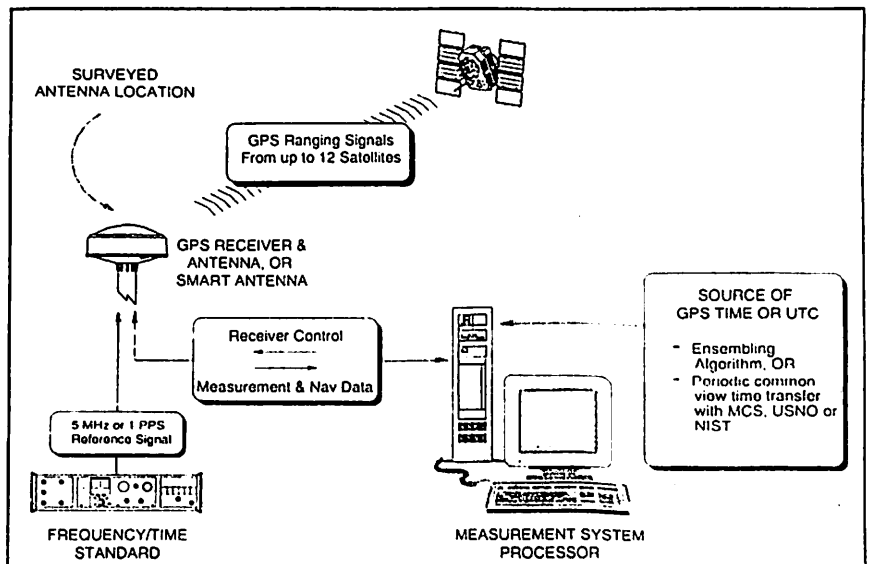 SURVEYED
ANTENNA LOCATION
GPS Ranging Signals
From up to 12 Satellites
GPS RECEIVER &
ANTENNA, OR
SMART ANTENNA
SOURCE OF
GPS TIME OR UTC
- Ensembling
Algorithm, OR
- Periodic common
view time transfer
with MCS, USNO or
NIST
Receiver Control
Measurement & Nav Data
5 MHz or 1 PPS
Reference Signal
FREQUENCY/TIME
STANDARD
MEASUREMENT SYSTEM
PROCESSOR